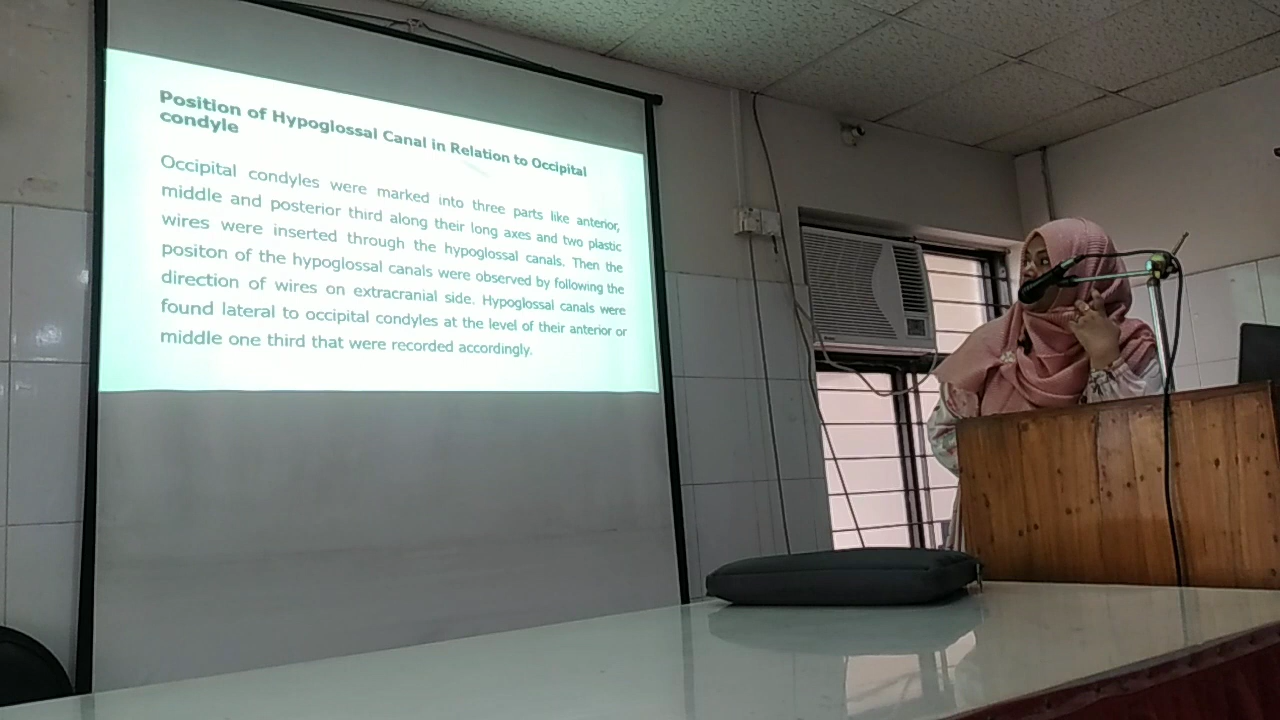 Position of Hypoglossal Canal in Relation to Occipital
condyle
Occipital condyles were marked into three parts like anterior,
middle and posterior third along their long axes and two plastic
wires were inserted through the hypoglossal canals. Then the
positon of the hypoglossal canals were observed by following the
direction of wires on extracranial side. Hypoglossal canals were
found lateral to occipital condyles at the level of their anterior or
middle one third that were recorded accordingly.